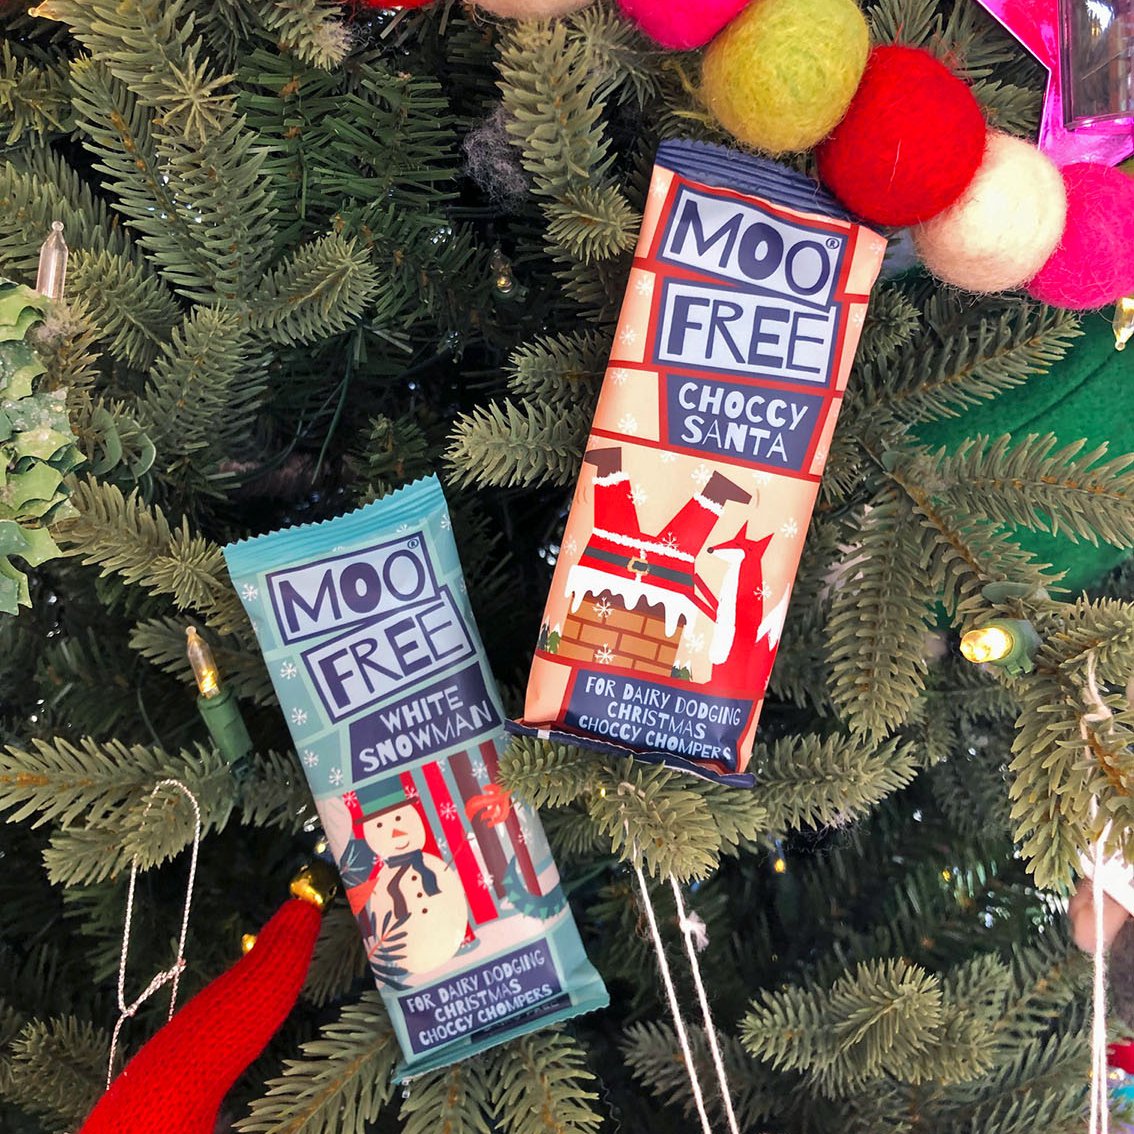 MOO®
FREE
CHOCCY
SANTA
FOR DAIRY DODGING
CHRISTMAS
CHOCCY CHOMPERS
MOO®
FREE
WHITE
SNOWMAN
FOR DAIRY DODGING
CHRISTMAS
CHOCCY CHOMPERS